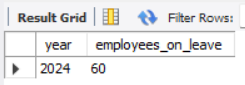 Result Grid Filter Rows:
year employees_on_leave
2024 60